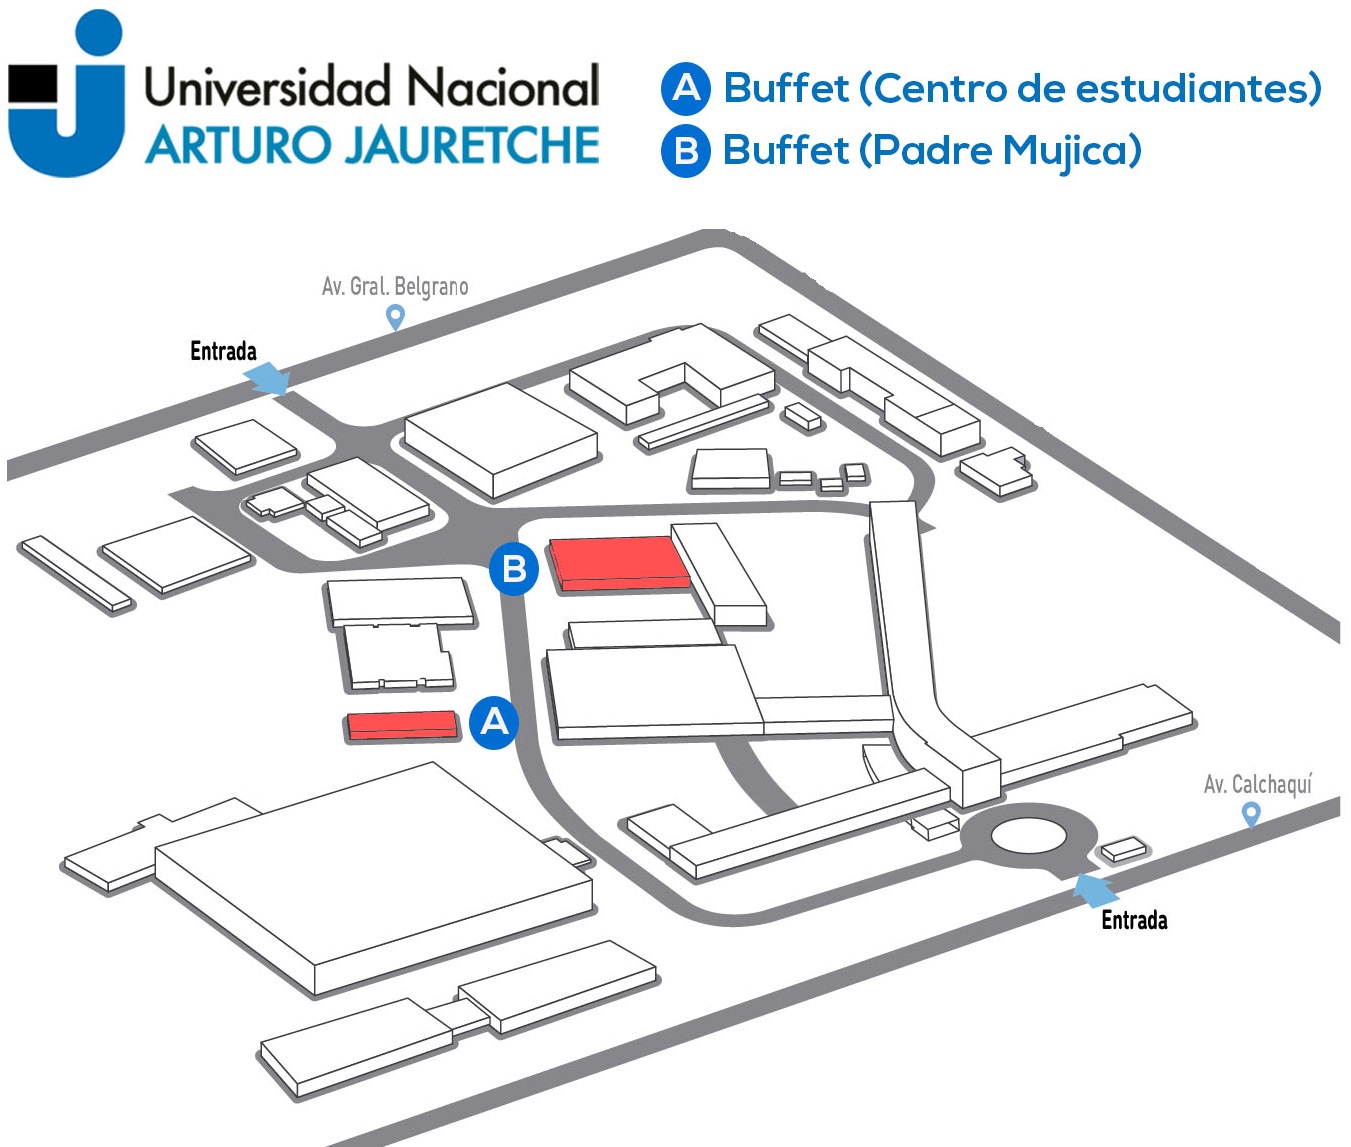 Universidad Nacional
ARTURO JAURETCHE
A Buffet (Centro de estudiantes)
B Buffet (Padre Mujica)
Av. Gral. Belgrano
Entrada
B
A
Av. Calchaquí
Entrada